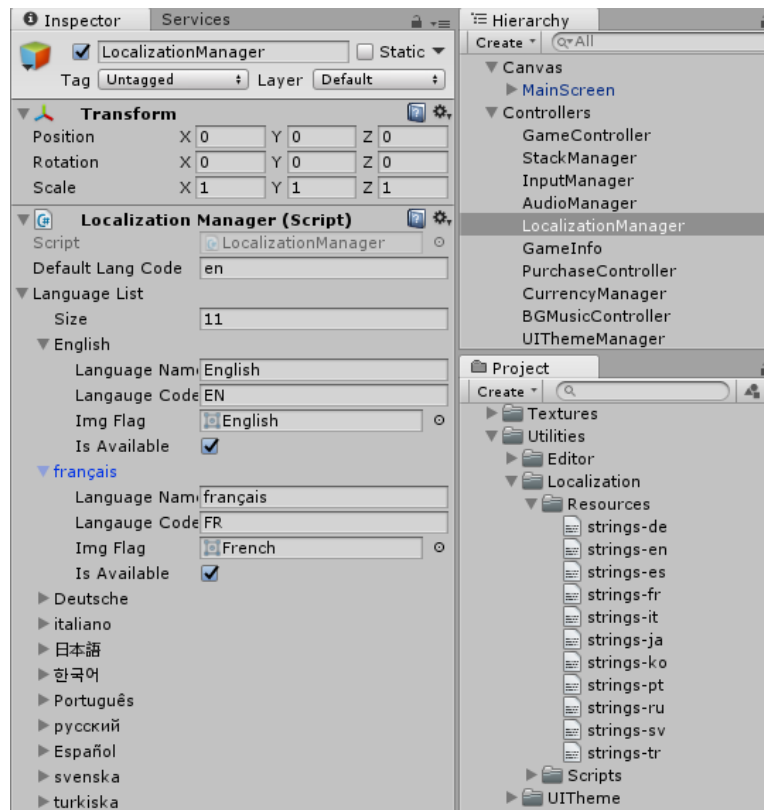 Inspector
Services
LocalizationManager
Static
Tag Untagged
Layer Default
Transform
Position X 0 Y 0 Z 0
Rotation X 0 Y 0 Z 0
Scale X 1 Y 1 Z 1
Localization Manager (Script)
Script LocalizationManager
Default Lang Code en
Language List
Size 11
English
Language Nam English
Langauge Code EN
Img Flag English
Is Available
français
Language Nam français
Langauge Code FR
Img Flag French
Is Available
Deutsche
italiano
日本語
한국어
Português
русский
Español
svenska
turkiska
Hierarchy
Create All
Canvas
MainScreen
Controllers
GameController
StackManager
InputManager
AudioManager
LocalizationManager
GameInfo
PurchaseController
CurrencyManager
BGMusicController
UIThemeManager
Project
Create
Textures
Utilities
Editor
Localization
Resources
strings-de
strings-en
strings-es
strings-fr
strings-it
strings-ja
strings-ko
strings-pt
strings-ru
strings-sv
strings-tr
Scripts
UITheme